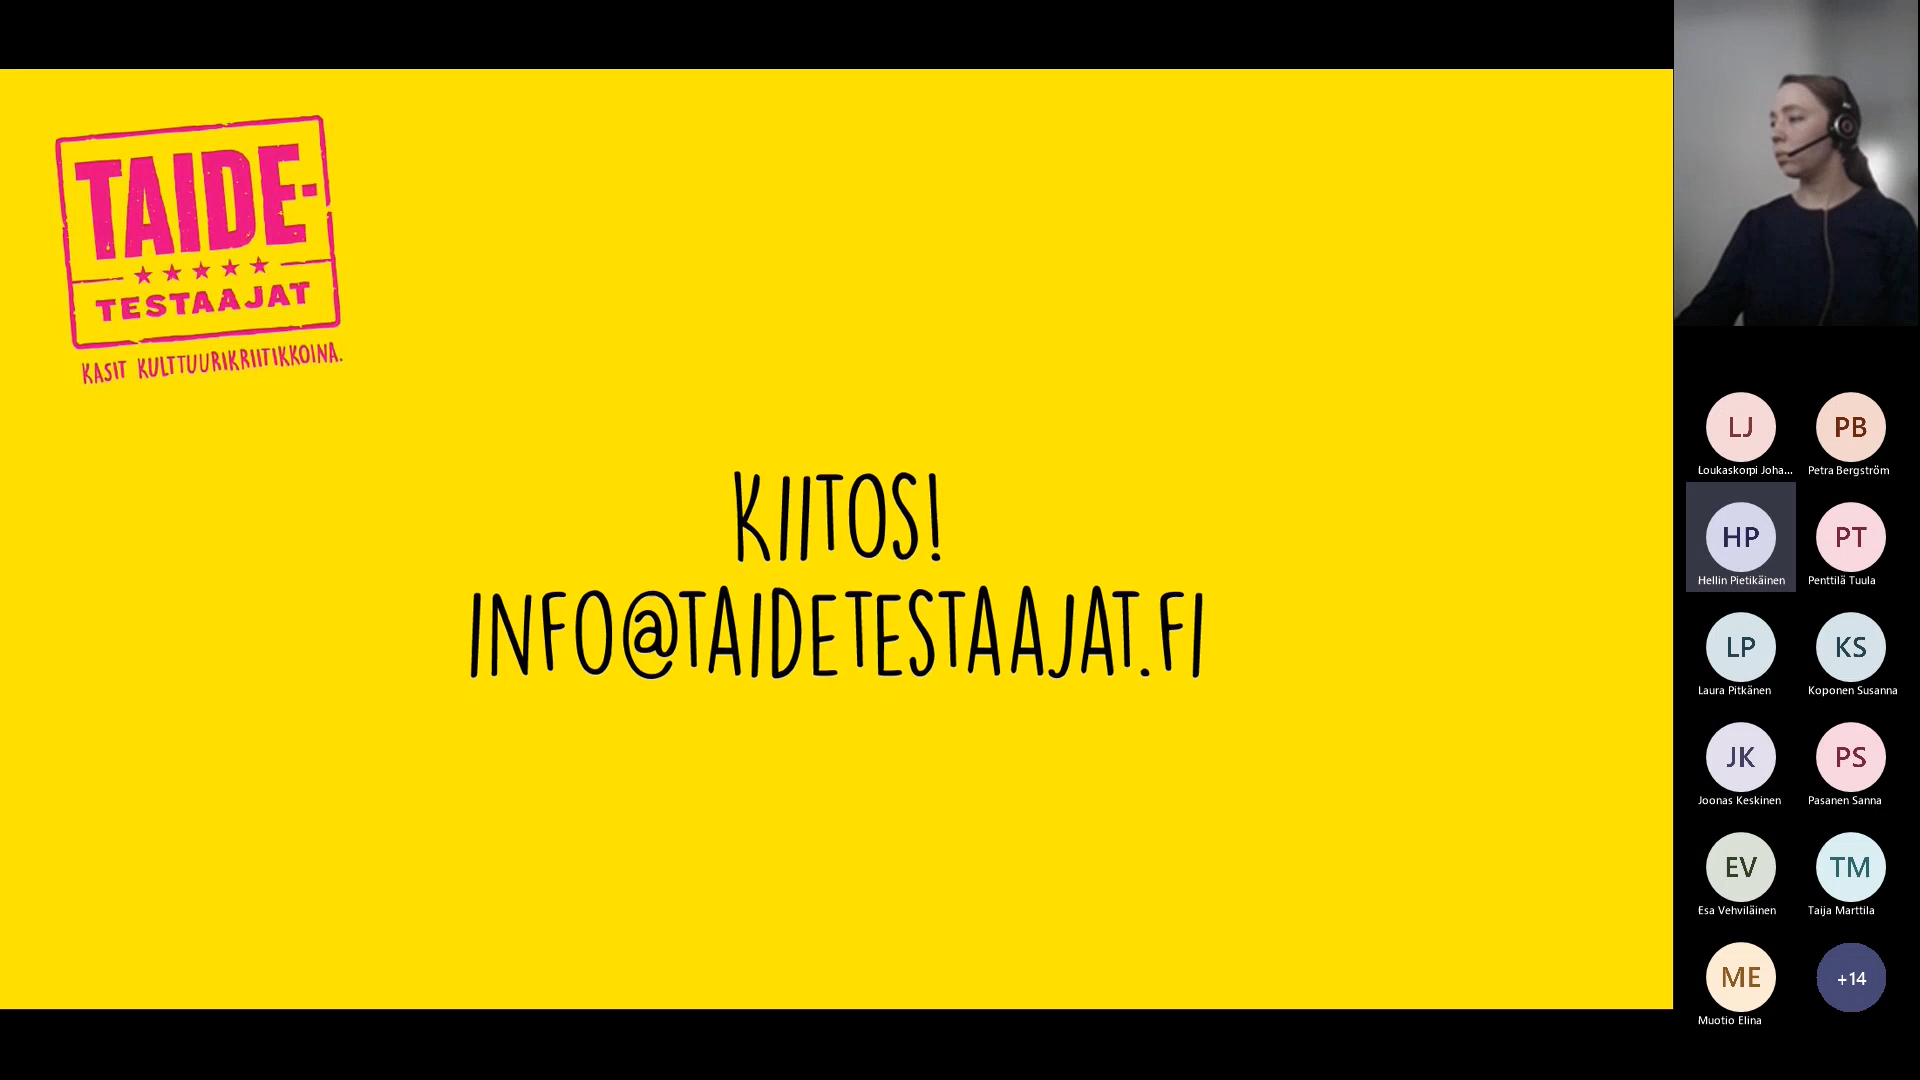 TAIDE-
TESTAAJAT
KASIT KULTTUURIKRIITIKKOINA.
KIITOS!
INFO@TAIDETESTAAJAT.FI
LJ
Loukaskorpi Joha...
PB
Petra Bergström
HP
Hellin Pietikäinen
PT
Penttilä Tuula
LP
Laura Pitkänen
KS
Koponen Susanna
JK
Joonas Keskinen
PS
Pasanen Sanna
EV
Esa Vehviläinen
TM
Taija Marttila
ME
Muotio Elina
+14